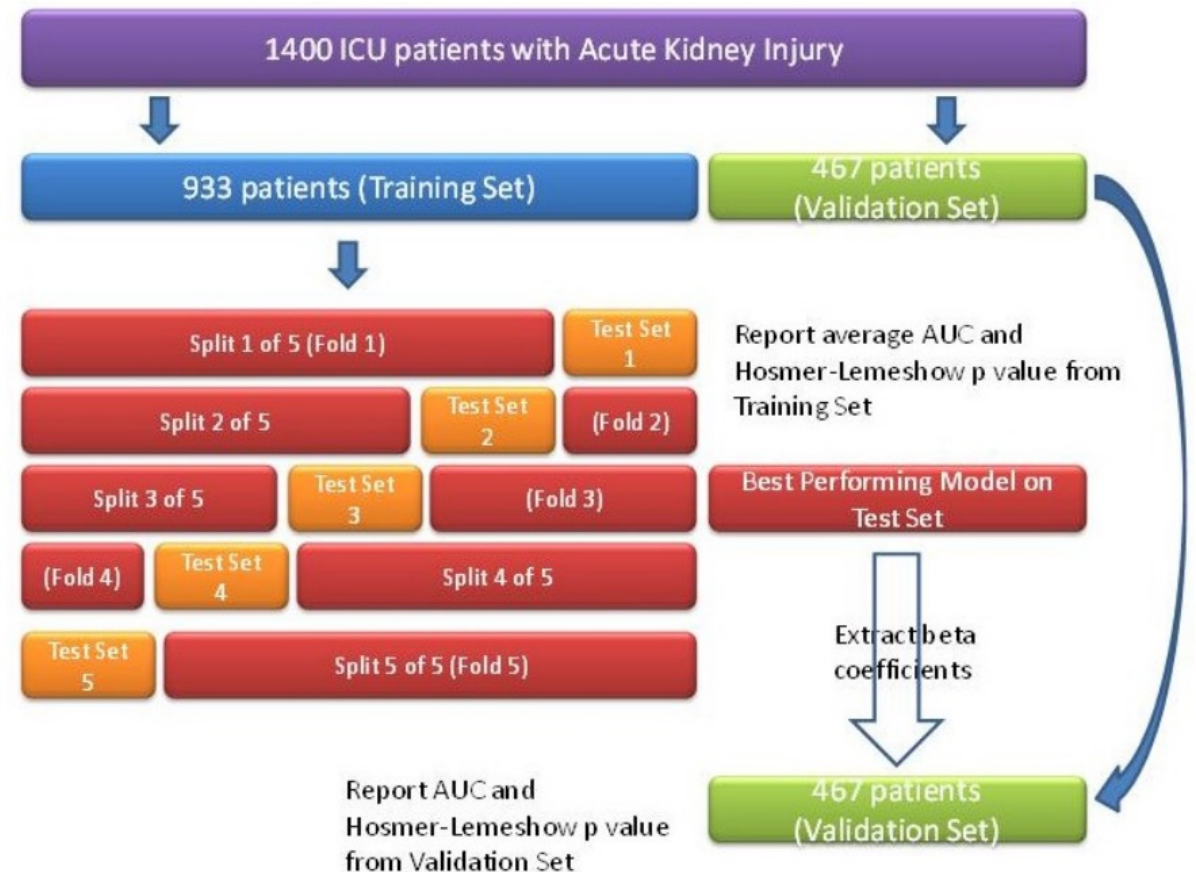 1400 ICU patients with Acute Kidney Injury
933 patients (Training Set)
467 patients
(Validation Set)
Split 1 of 5 (Fold 1)
Test Set
1
Report average AUC and
Hosmer-Lemeshow p value from
Training Set
Split 2 of 5
Test Set
2
(Fold 2)
Split 3 of 5
Test Set
3
(Fold 3)
Best Performing Model on
Test Set
(Fold 4)
Test Set
4
Split 4 of 5
Extract beta
coefficients
Test Set
5
Split 5 of 5 (Fold 5)
Report AUC and
Hosmer-Lemeshow p value
from Validation Set
467 patients
(Validation Set)